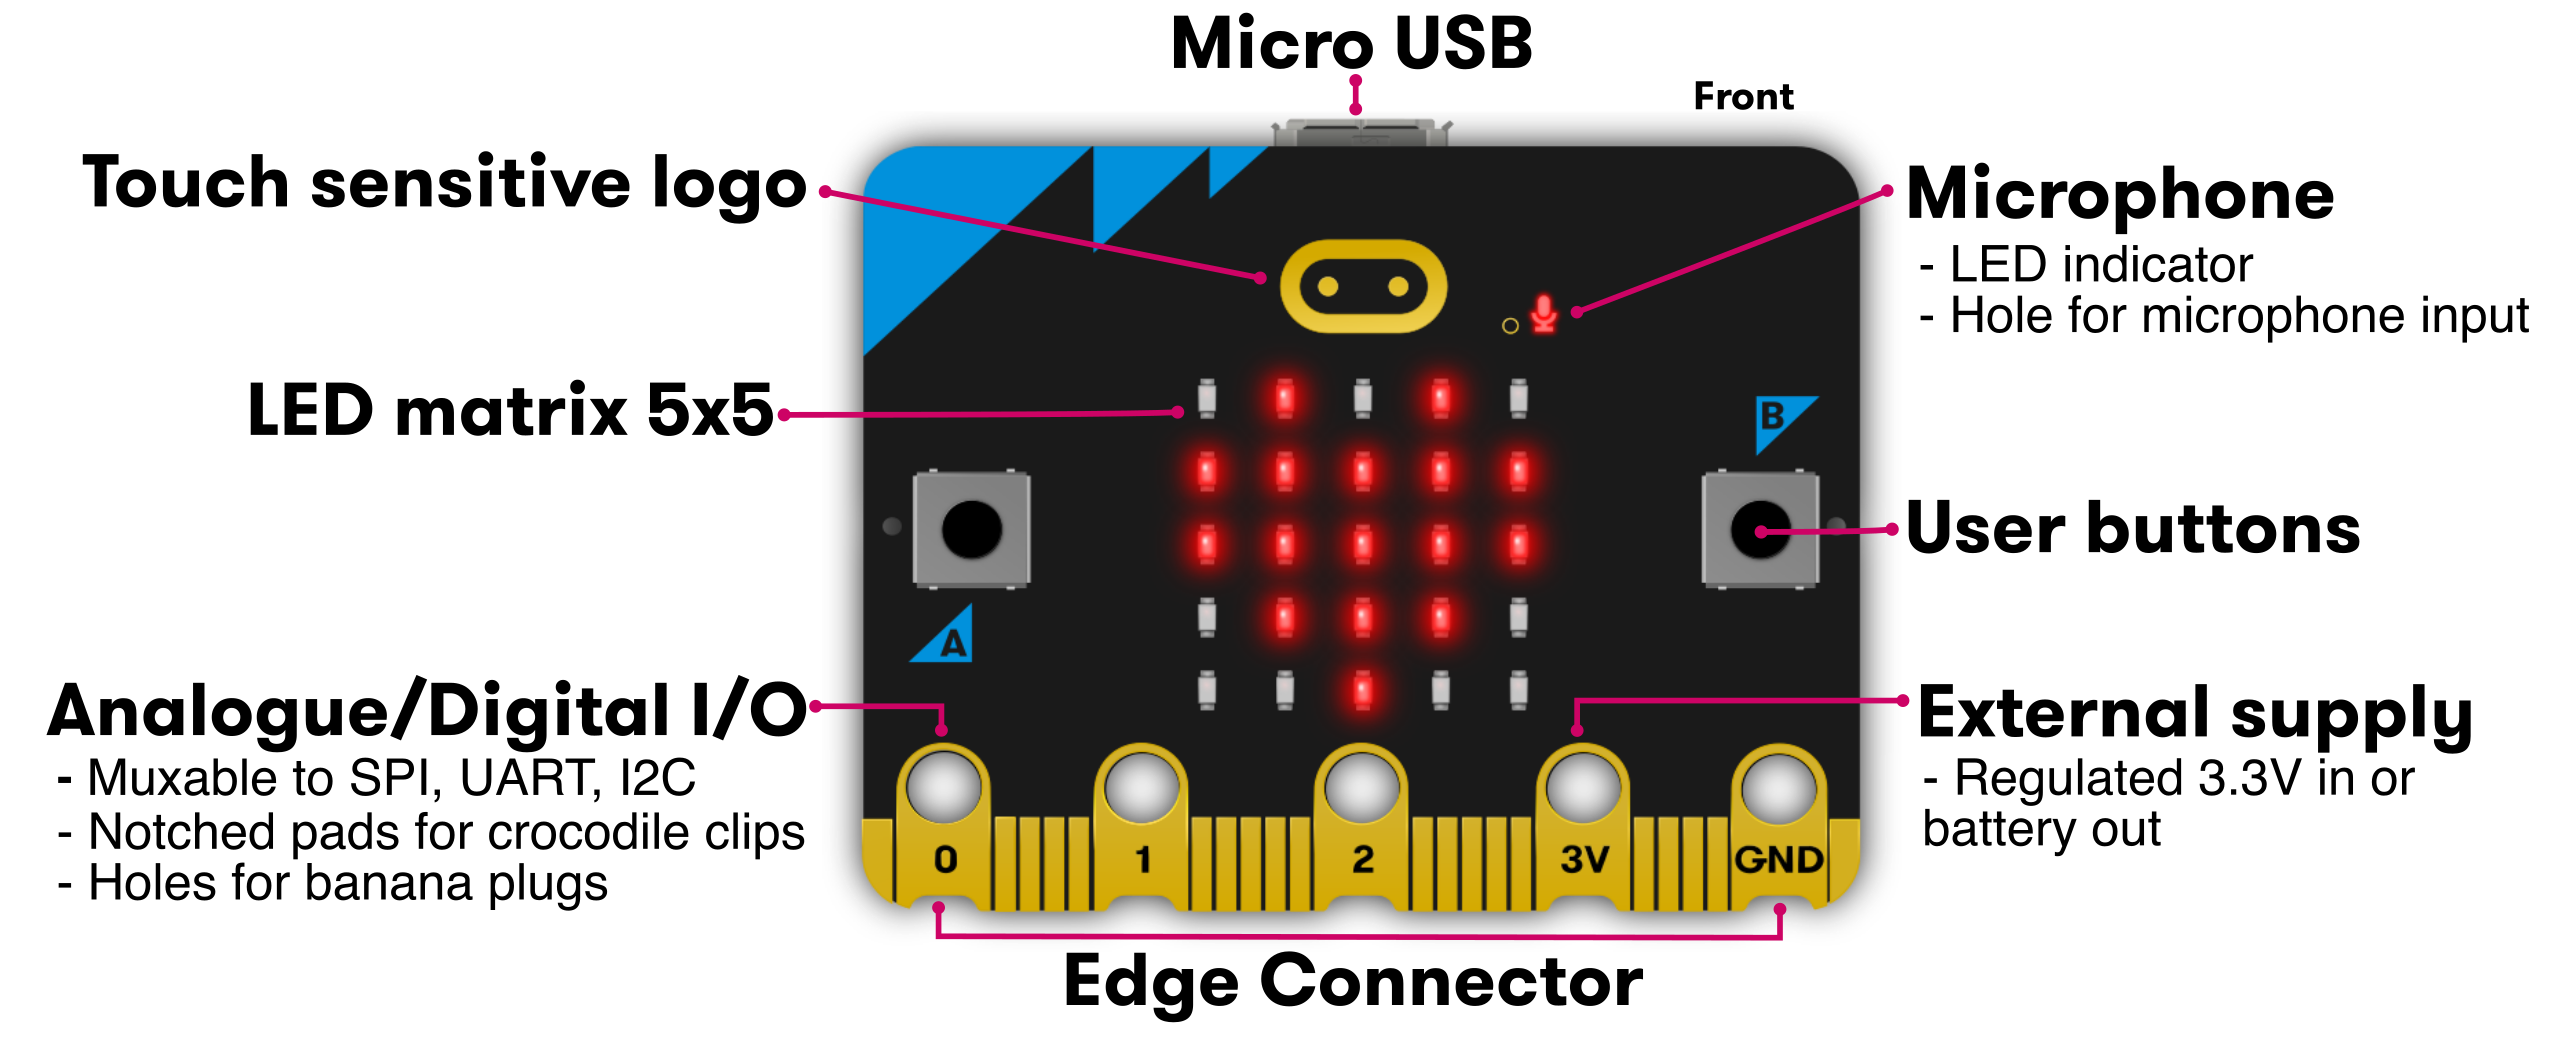 Micro USB
Front
Touch sensitive logo
Microphone
- LED indicator
- Hole for microphone input
LED matrix 5x5
B
User buttons
A
Analogue/Digital I/O
- Muxable to SPI, UART, I2C
- Notched pads for crocodile clips
- Holes for banana plugs
External supply
- Regulated 3.3V in or
battery out
0 1 2 3V GND
Edge Connector